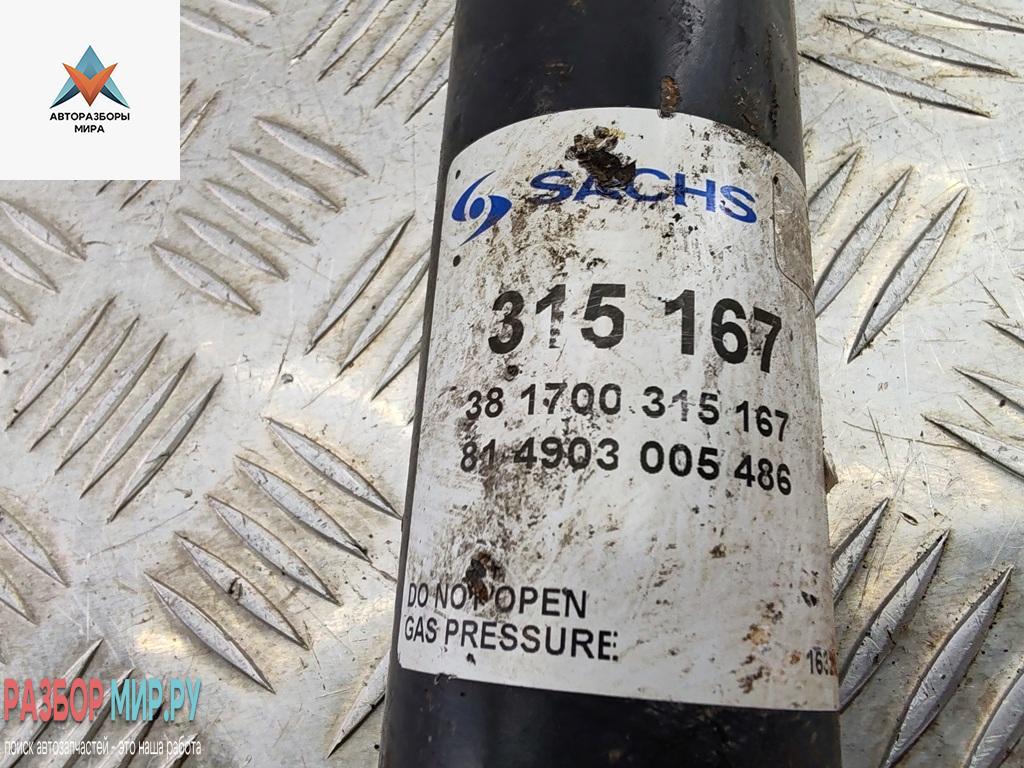 АВТОРАЗБОРЫ
МИРА
SACHS
315 167
38 1700 315 167
81 4903 005 486
DO NOT OPEN
GAS PRESSURE:
РАЗБОР МИР.РУ
поиск автозапчастей - это наша работа